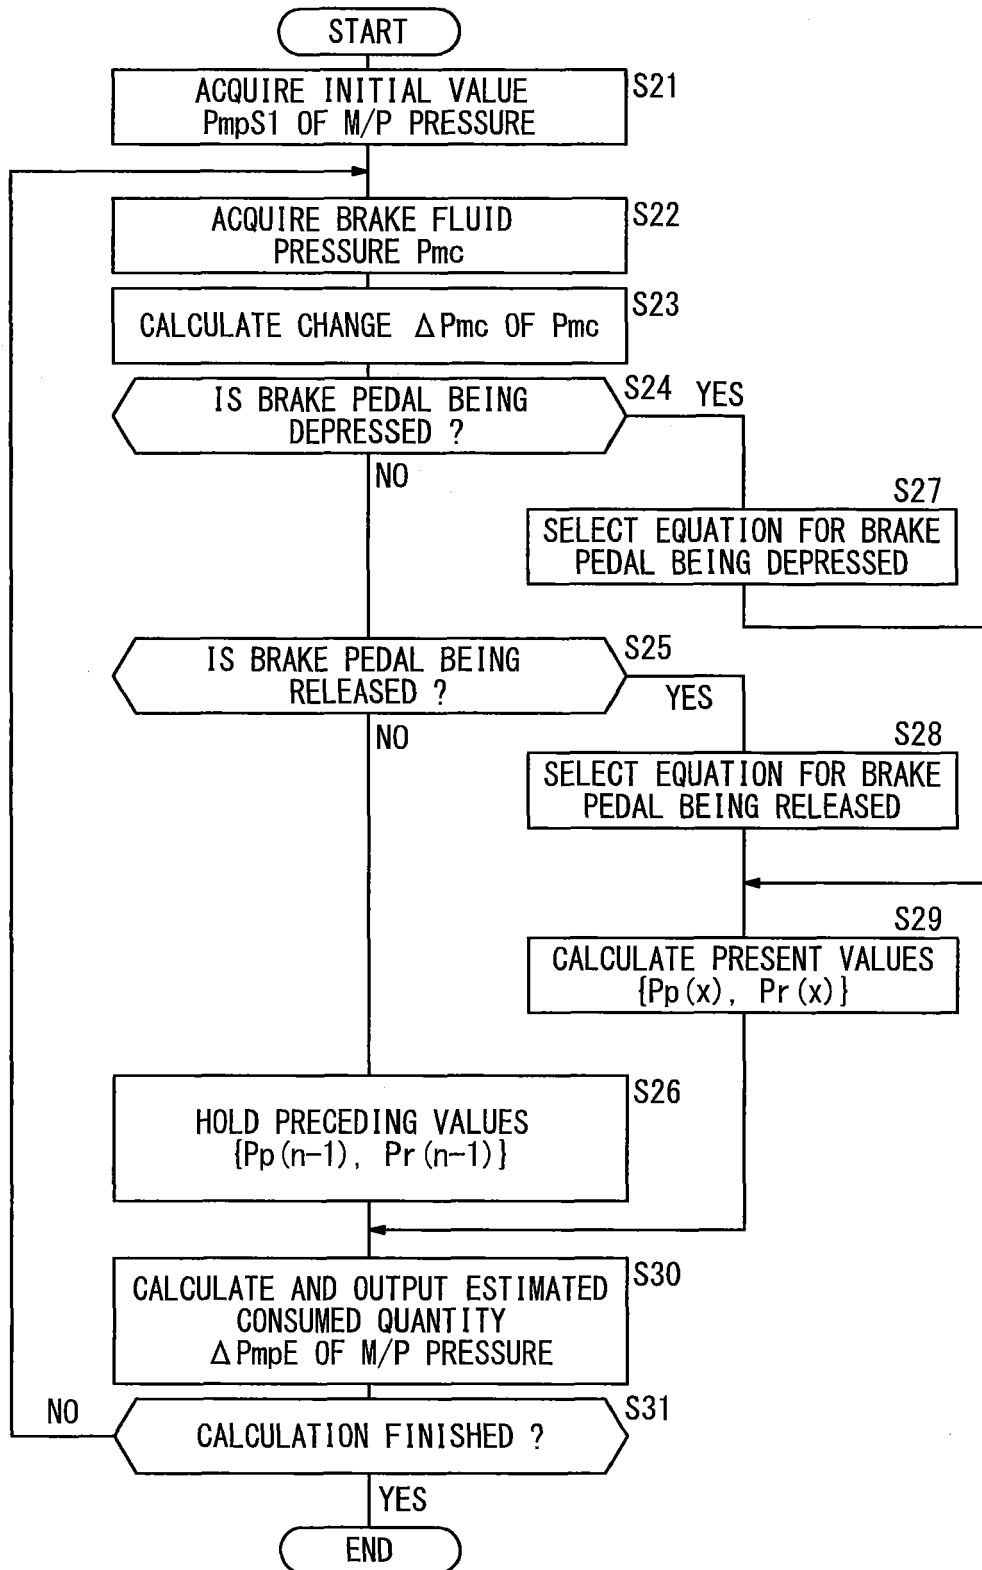 START
ACQUIRE INITIAL VALUE
PmpS1 OF M/P PRESSURE
S21
ACQUIRE BRAKE FLUID
PRESSURE Pmc
S22
CALCULATE CHANGE ΔPmc OF Pmc
S23
IS BRAKE PEDAL BEING
DEPRESSED ?
S24
YES
NO
S27
SELECT EQUATION FOR BRAKE
PEDAL BEING DEPRESSED
IS BRAKE PEDAL BEING
RELEASED ?
S25
YES
NO
S28
SELECT EQUATION FOR BRAKE
PEDAL BEING RELEASED
S29
CALCULATE PRESENT VALUES
{Pp(x), Pr(x)}
S26
HOLD PRECEDING VALUES
{Pp(n-1), Pr(n-1)}
CALCULATE AND OUTPUT ESTIMATED
CONSUMED QUANTITY
ΔPmpE OF M/P PRESSURE
S30
NO
CALCULATION FINISHED ?
S31
YES
END